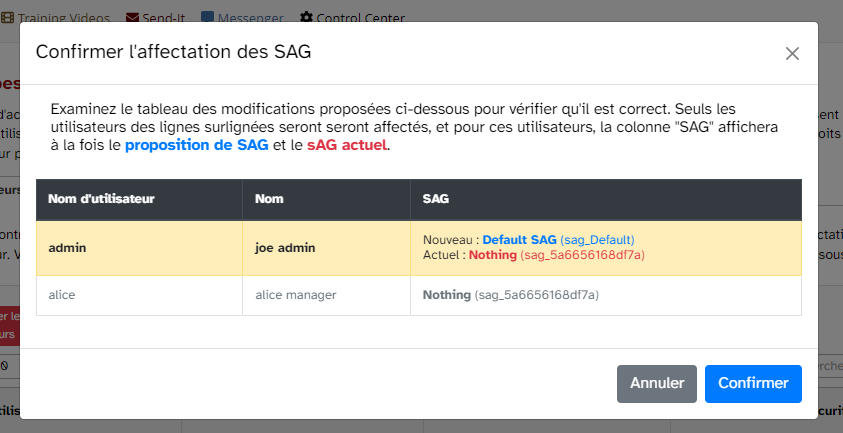 Training Videos Send-It Messenger Control Center
Confirmer l'affectation des SAG
Examinez le tableau des modifications proposées ci-dessous pour vérifier qu'il est correct. Seuls les
utilisateurs des lignes surlignées seront seront affectés, et pour ces utilisateurs, la colonne "SAG" affichera
à la fois le proposition de SAG et le sAG actuel.
Nom d'utilisateur Nom SAG
admin joe admin Nouveau : Default SAG (sag_Default)
Actuel : Nothing (sag_5a6656168df7a)
alice alice manager Nothing (sag_5a6656168df7a)
Annuler Confirmer